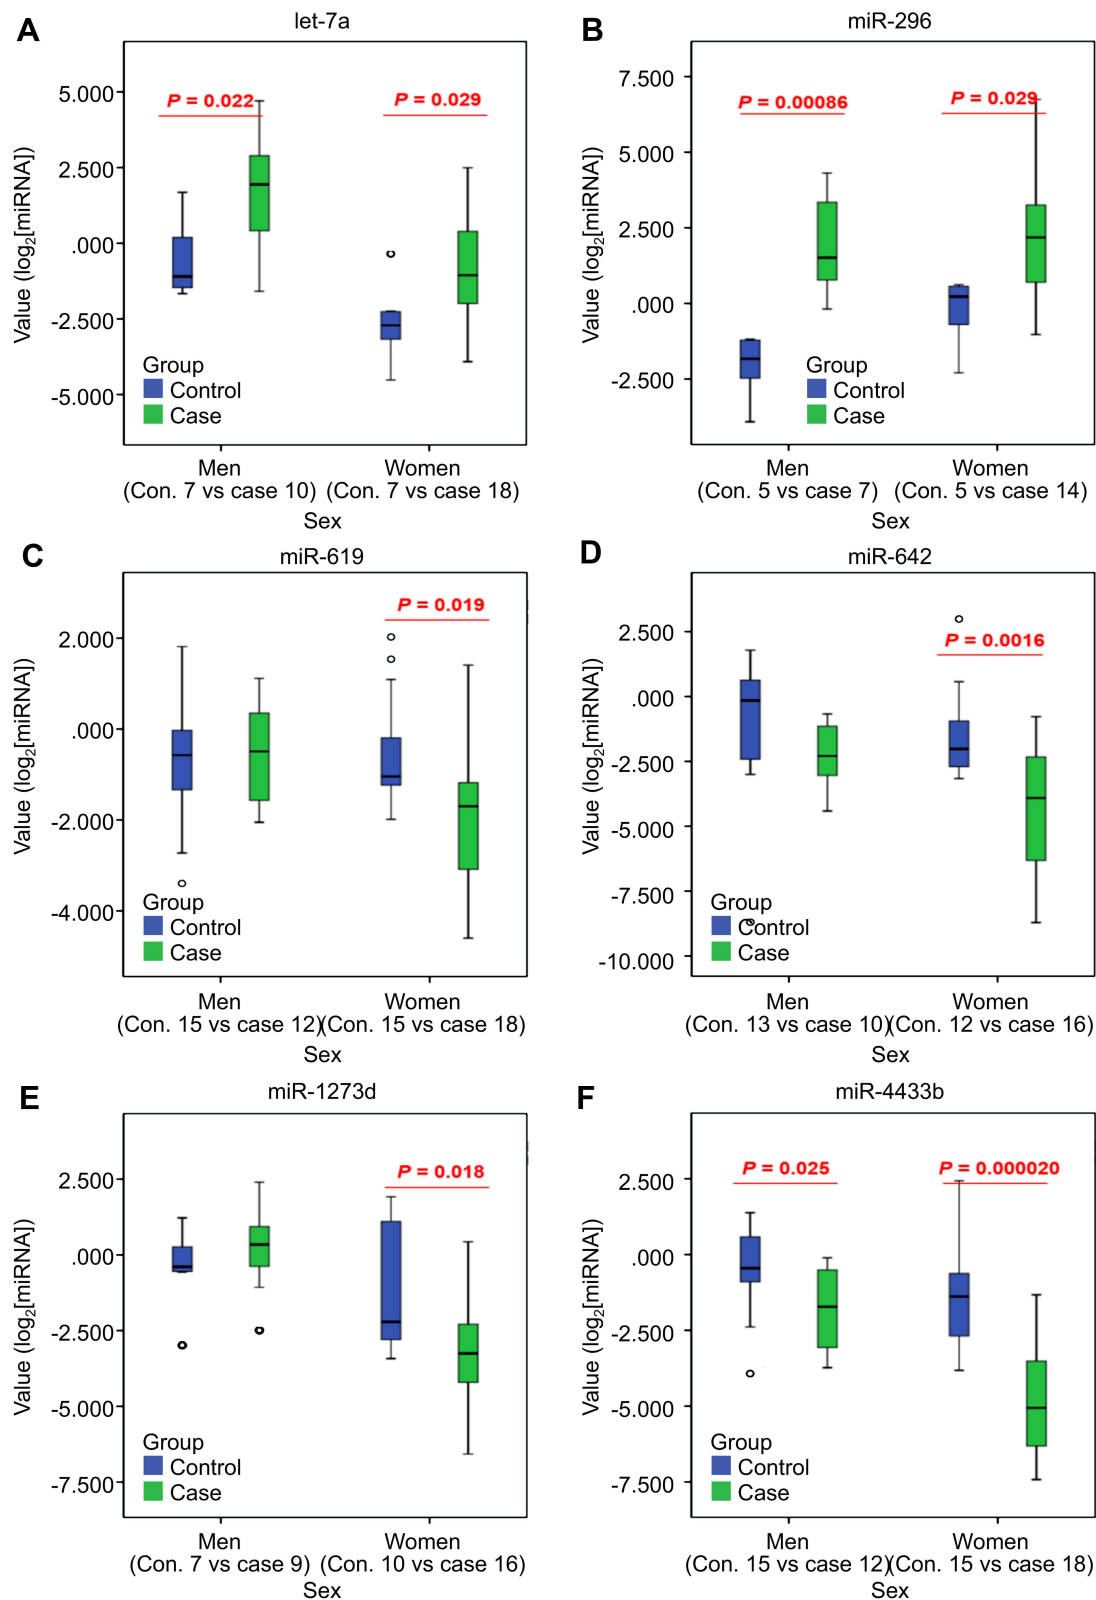 A
let-7a
Value (log2[miRNA])
5.000
2.500
.000
-2.500
-5.000
P = 0.022
P = 0.029
Group
Control
Case
Men
(Con. 7 vs case 10)
Women
(Con. 7 vs case 18)
Sex
B
miR-296
Value (log2[miRNA])
7.500
5.000
2.500
.000
-2.500
P = 0.00086
P = 0.029
Group
Control
Case
Men
(Con. 5 vs case 7)
Women
(Con. 5 vs case 14)
Sex
C
miR-619
Value (log2[miRNA])
2.000
.000
-2.000
-4.000
P = 0.019
Group
Control
Case
Men
(Con. 15 vs case 12)
Women
(Con. 15 vs case 18)
Sex
D
miR-642
Value (log2[miRNA])
2.500
.000
-2.500
-5.000
-7.500
-10.000
P = 0.0016
Group
Control
Case
Men
(Con. 13 vs case 10)
Women
(Con. 12 vs case 16)
Sex
E
miR-1273d
Value (log2[miRNA])
2.500
.000
-2.500
-5.000
-7.500
P = 0.018
Group
Control
Case
Men
(Con. 7 vs case 9)
Women
(Con. 10 vs case 16)
Sex
F
miR-4433b
Value (log2[miRNA])
2.500
.000
-2.500
-5.000
-7.500
P = 0.025
P = 0.000020
Group
Control
Case
Men
(Con. 15 vs case 12)
Women
(Con. 15 vs case 18)
Sex